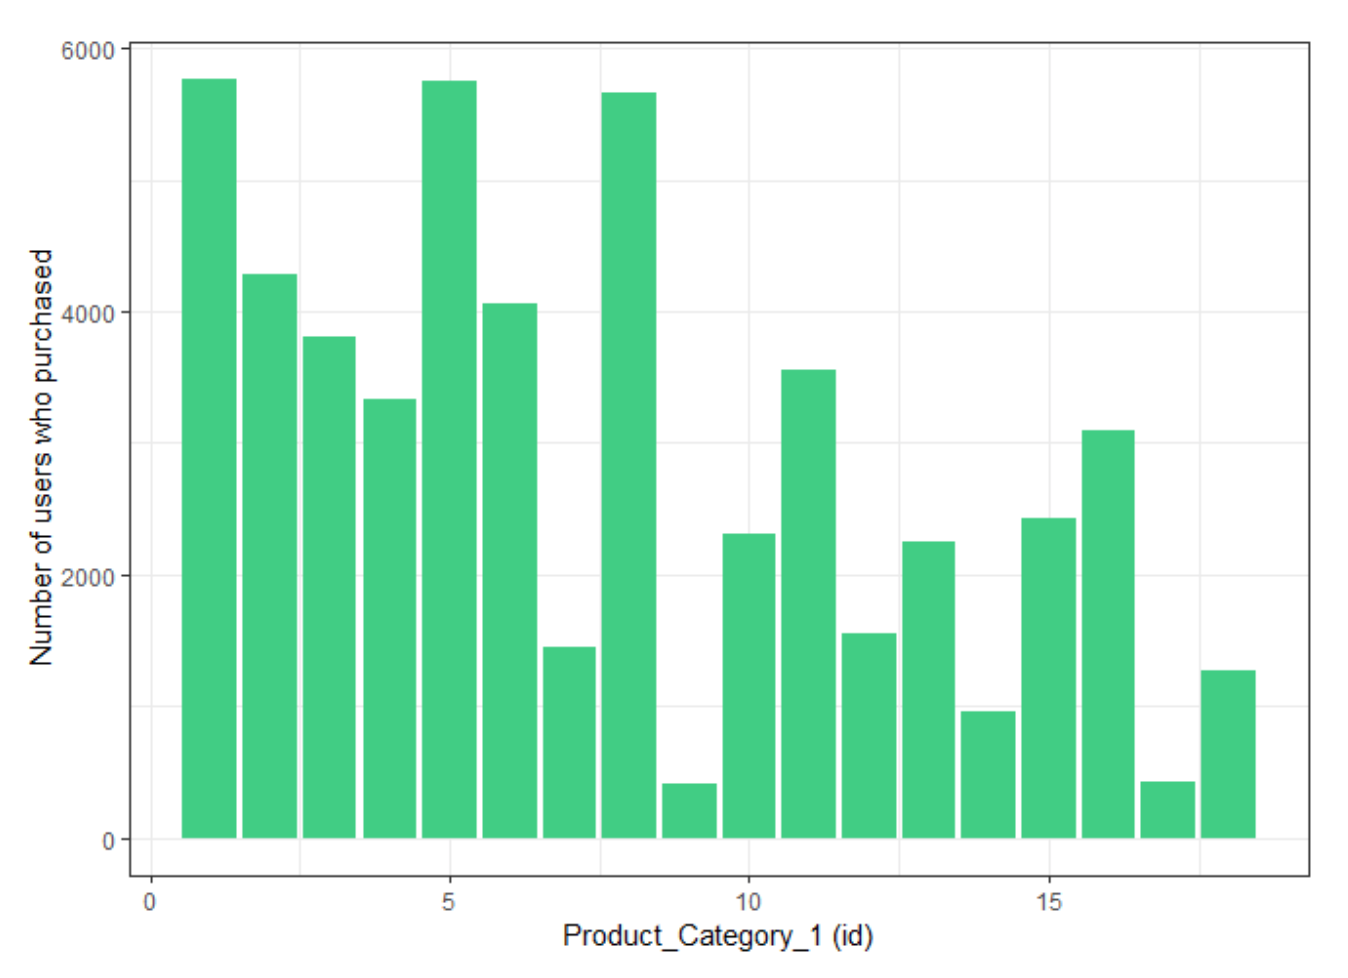 Number of users who purchased
6000
4000
2000
0
0 5 10 15
Product_Category_1 (id)